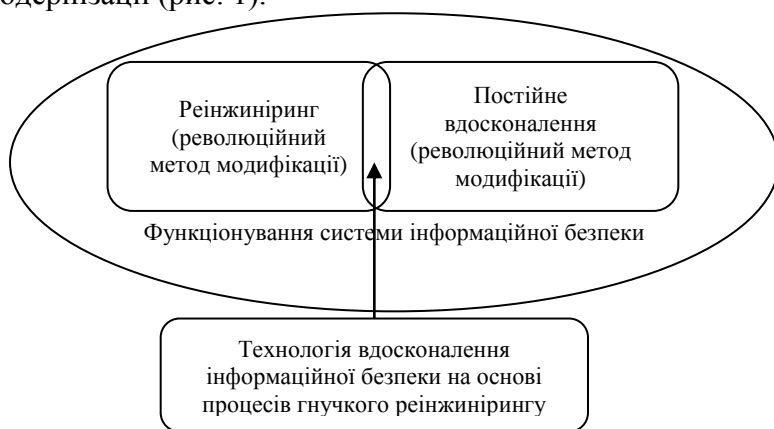 одернізації (рис. 1).
Реінжиніринг
(революційний
метод модифікації)
Постійне
вдосконалення
(революційний метод
модифікації)
Функціонування системи інформаційної безпеки
Технологія вдосконалення
інформаційної безпеки на основі
процесів гнучкого реінжинірингу